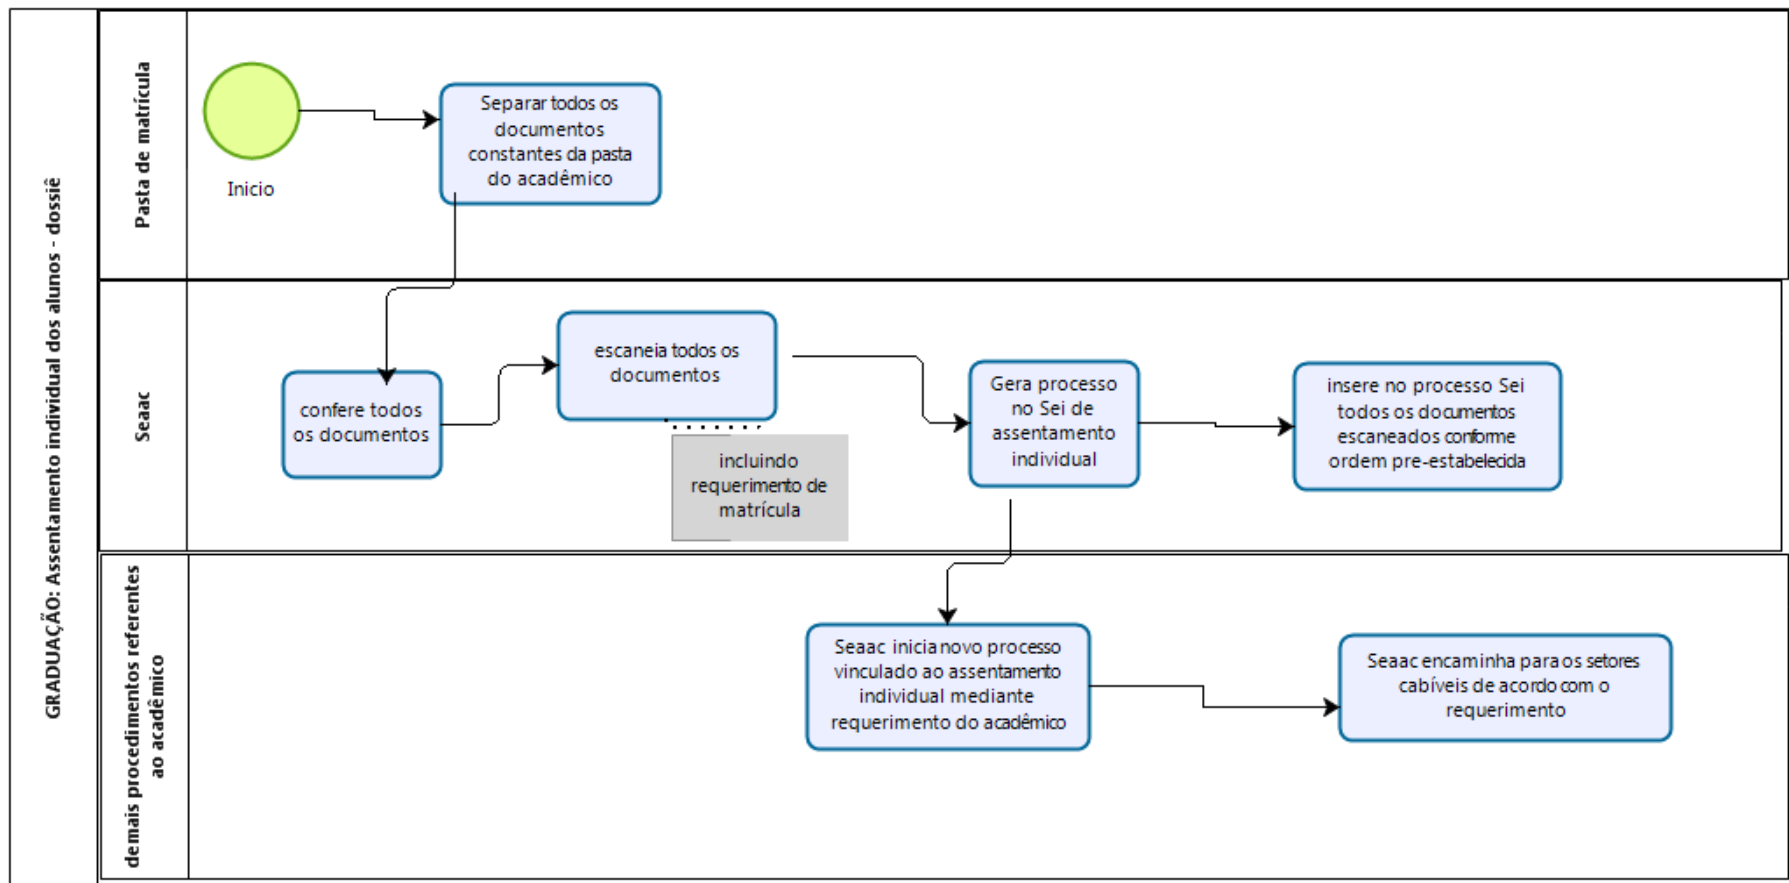 GRADUAÇÃO: Assentamento individual dos alunos - dossiê
Pasta de matrícula
Inicio
Separar todos os
documentos
constantes da pasta
do acadêmico
Seaac
confere todos
os documentos
escaneia todos os
documentos
incluindo
requerimento de
matrícula
Gera processo
no Sei de
assentamento
individual
insere no processo Sei
todos os documentos
escaneados conforme
ordem pre-estabelecida
demais procedimentos referentes
ao acadêmico
Seaac inicia novo processo
vinculado ao assentamento
individual mediante
requerimento do acadêmico
Seaac encaminha para os setores
cabíveis de acordo com o
requerimento